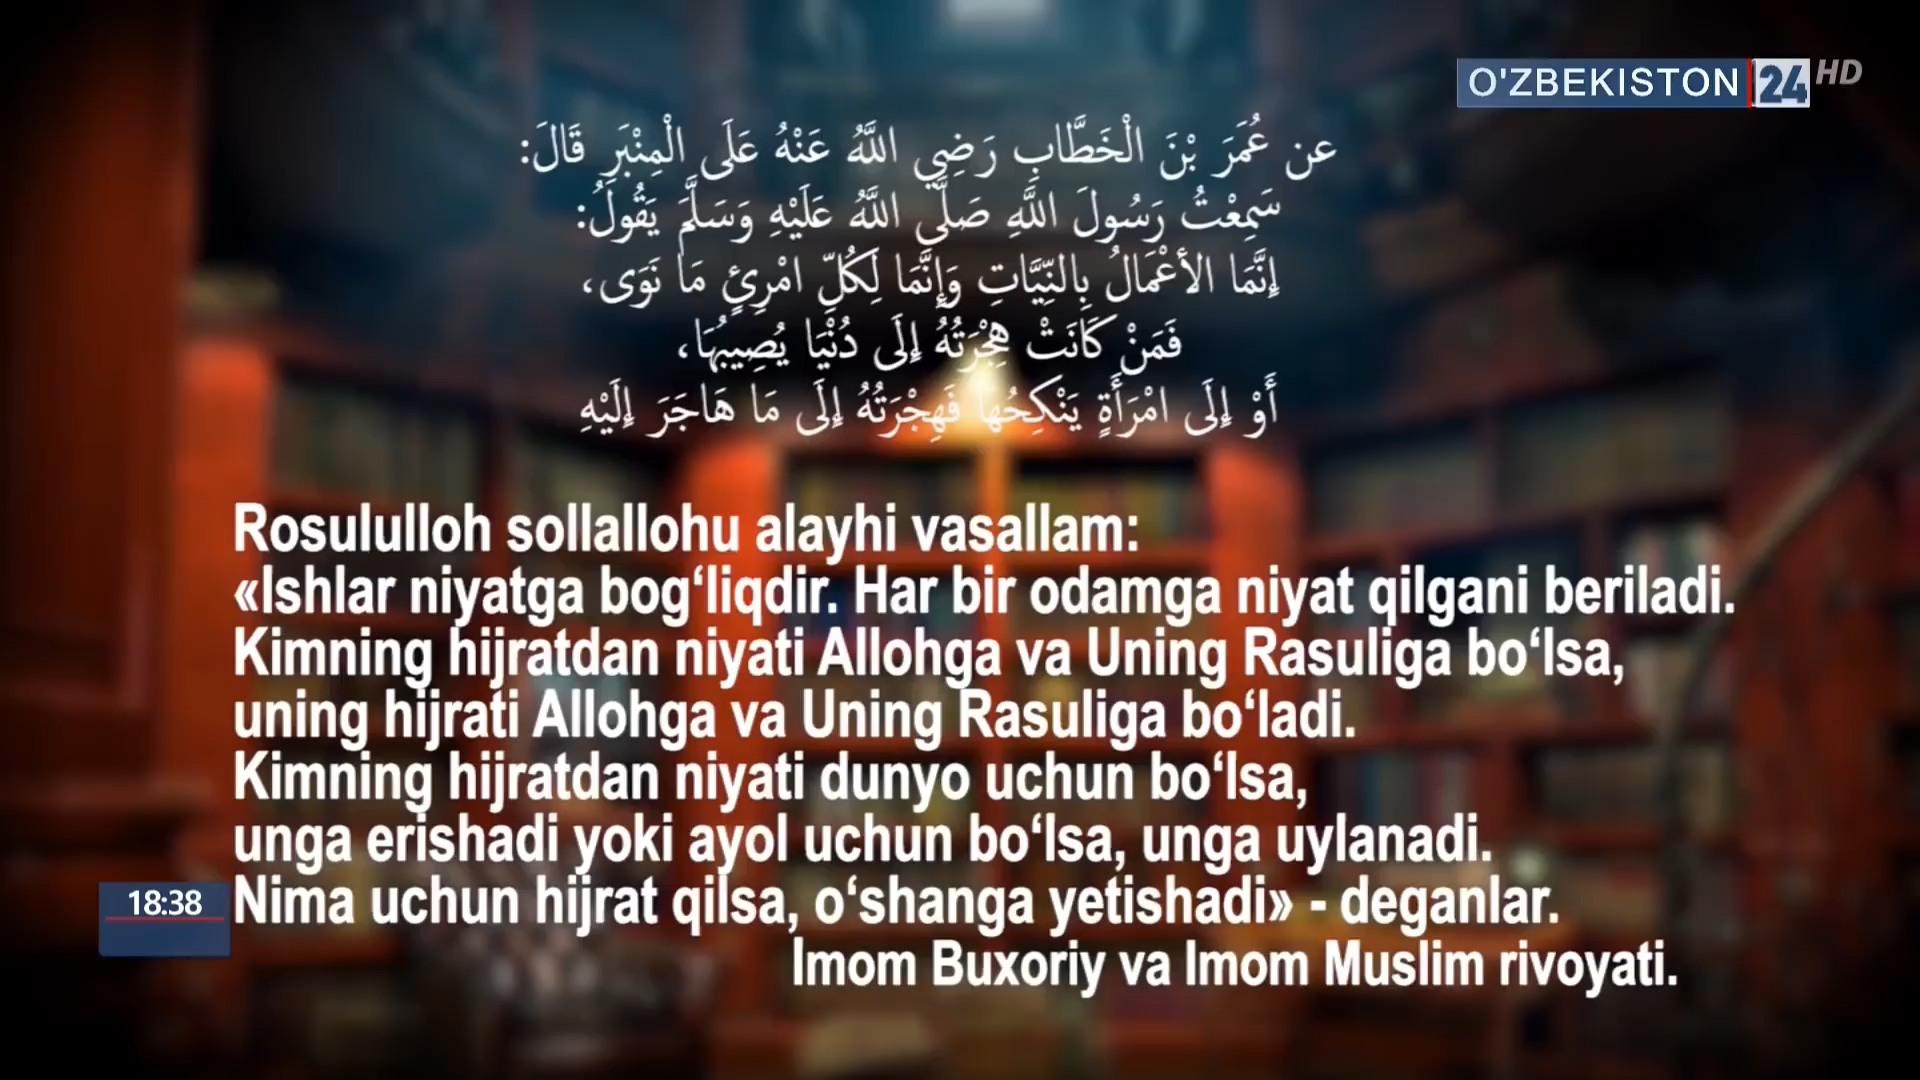 O'ZBEKISTON 24 HD
عن عُمَرَ بْنَ الْخَطَّابِ رَضِي اللَّهُ عَنْهُ عَلَى الْمِنْبَرِ قَالَ:
سَمِعْتُ رَسُولَ اللَّهِ صَلَّى اللَّهُ عَلَيْهِ وَسَلَّمَ يَقُولُ:
إِنَّمَا الأعْمَالُ بِالنِّيَّاتِ وَإِنَّمَا لِكُلِّ امْرِئٍ مَا نَوَى،
فَمَنْ كَانَتْ هِجْرَتُهُ إِلَى دُنْيَا يُصِيبُهَا،
أَوْ إِلَى امْرَأَةٍ يَنْكِحُهَا فَهِجْرَتُهُ إِلَى مَا هَاجَرَ إِلَيْهِ
Rosululloh sollallohu alayhi vasallam:
«Ishlar niyatga bog‘liqdir. Har bir odamga niyat qilgani beriladi.
Kimning hijratdan niyati Allohga va Uning Rasuliga bo‘lsa,
uning hijrati Allohga va Uning Rasuliga bo‘ladi.
Kimning hijratdan niyati dunyo uchun bo‘lsa,
unga erishadi yoki ayol uchun bo‘lsa, unga uylanadi.
Nima uchun hijrat qilsa, o‘shanga yetishadi» - deganlar.
Imom Buxoriy va Imom Muslim rivoyati.
18:38